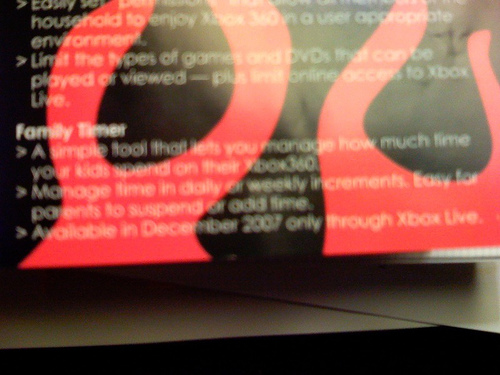 > Easily set "permissions" that allow all members of the
household to enjoy Xbox 360 in a user appropriate
environment.
> Limit the types of games and DVDs that can be
played or viewed — plus limit online access to Xbox
Live.
Family Timer
> A simple tool that lets you manage how much time
your kids spend on their Xbox360.
> Manage time in daily or weekly increments. Easy for
parents to suspend or add time.
> Available in December 2007 only through Xbox Live.